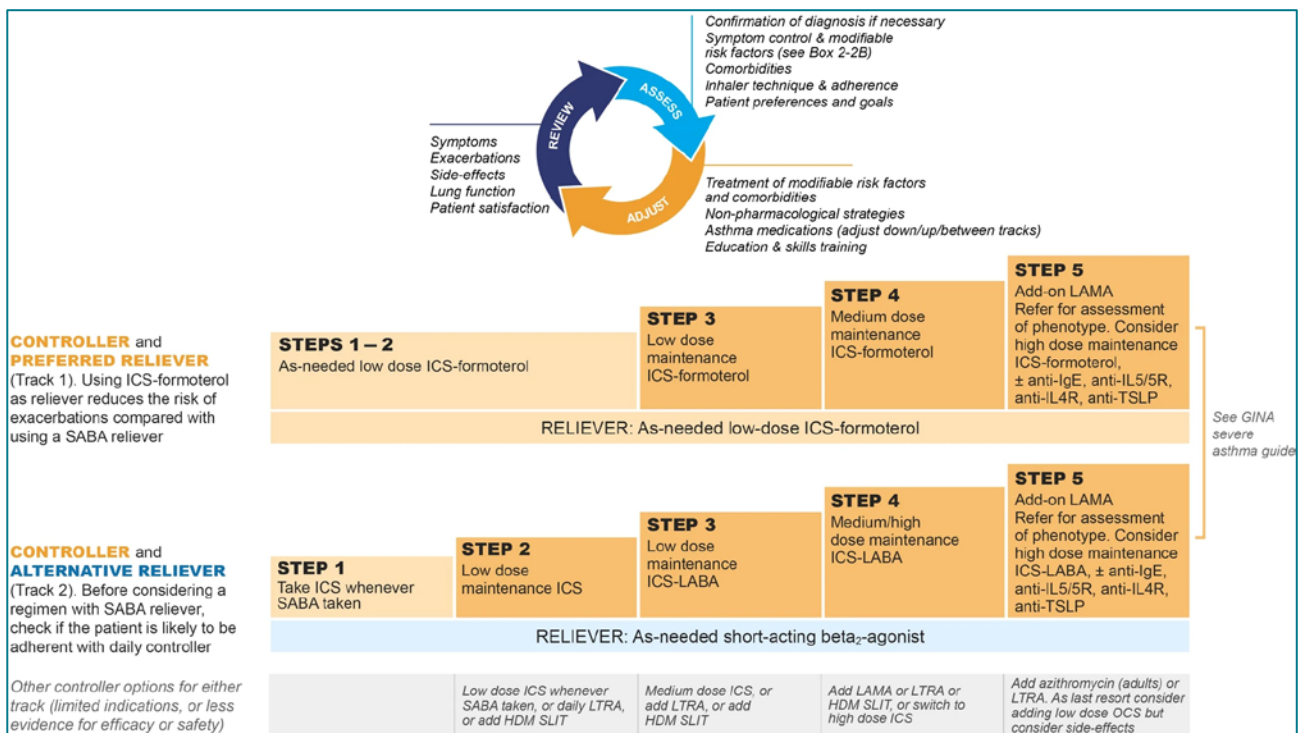 Confirmation of diagnosis if necessary
Symptom control & modifiable
risk factors (see Box 2-2B)
Comorbidities
Inhaler technique & adherence
Patient preferences and goals
REVIEW
ASSESS
ADJUST
Symptoms
Exacerbations
Side-effects
Lung function
Patient satisfaction
Treatment of modifiable risk factors
and comorbidities
Non-pharmacological strategies
Asthma medications (adjust down/up/between tracks)
Education & skills training
CONTROLLER and
PREFERRED RELIEVER
(Track 1). Using ICS-formoterol
as reliever reduces the risk of
exacerbations compared with
using a SABA reliever
STEPS 1 – 2
As-needed low dose ICS-formoterol
STEP 3
Low dose
maintenance
ICS-formoterol
STEP 4
Medium dose
maintenance
ICS-formoterol
STEP 5
Add-on LAMA
Refer for assessment
of phenotype. Consider
high dose maintenance
ICS-formoterol,
± anti-IgE, anti-IL5/5R,
anti-IL4R, anti-TSLP
RELIEVER: As-needed low-dose ICS-formoterol
See GINA
severe
asthma guide
CONTROLLER and
ALTERNATIVE RELIEVER
(Track 2). Before considering a
regimen with SABA reliever,
check if the patient is likely to be
adherent with daily controller
STEP 1
Take ICS whenever
SABA taken
STEP 2
Low dose
maintenance ICS
STEP 3
Low dose
maintenance
ICS-LABA
STEP 4
Medium/high
dose maintenance
ICS-LABA
STEP 5
Add-on LAMA
Refer for assessment
of phenotype. Consider
high dose maintenance
ICS-LABA, ± anti-IgE,
anti-IL5/5R, anti-IL4R,
anti-TSLP
RELIEVER: As-needed short-acting beta₂-agonist
Other controller options for either
track (limited indications, or less
evidence for efficacy or safety)
Low dose ICS whenever
SABA taken, or daily LTRA,
or add HDM SLIT
Medium dose ICS, or
add LTRA, or add
HDM SLIT
Add LAMA or LTRA or
HDM SLIT, or switch to
high dose ICS
Add azithromycin (adults) or
LTRA. As last resort consider
adding low dose OCS but
consider side-effects